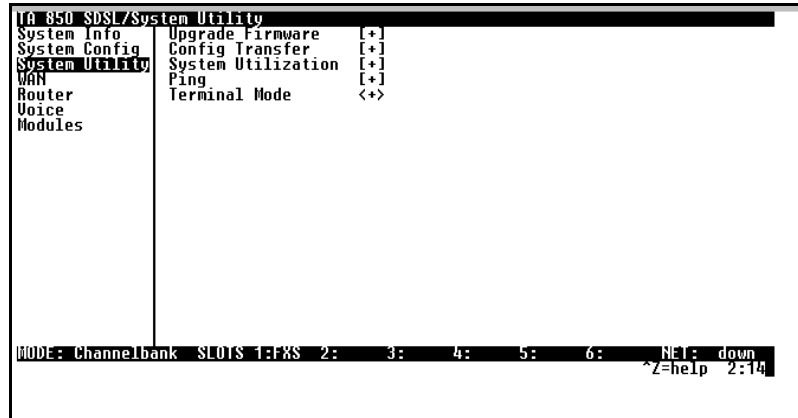 TA 850 SDSL/System Utility
System Info Upgrade Firmware [+]
System Config Config Transfer [+]
System Utility System Utilization [+]
WAN Ping [+]
Router Terminal Mode <+>
Voice
Modules
MODE: Channelbank SLOTS 1:FXS 2: 3: 4: 5: 6: NET: down
^Z=help 2:14